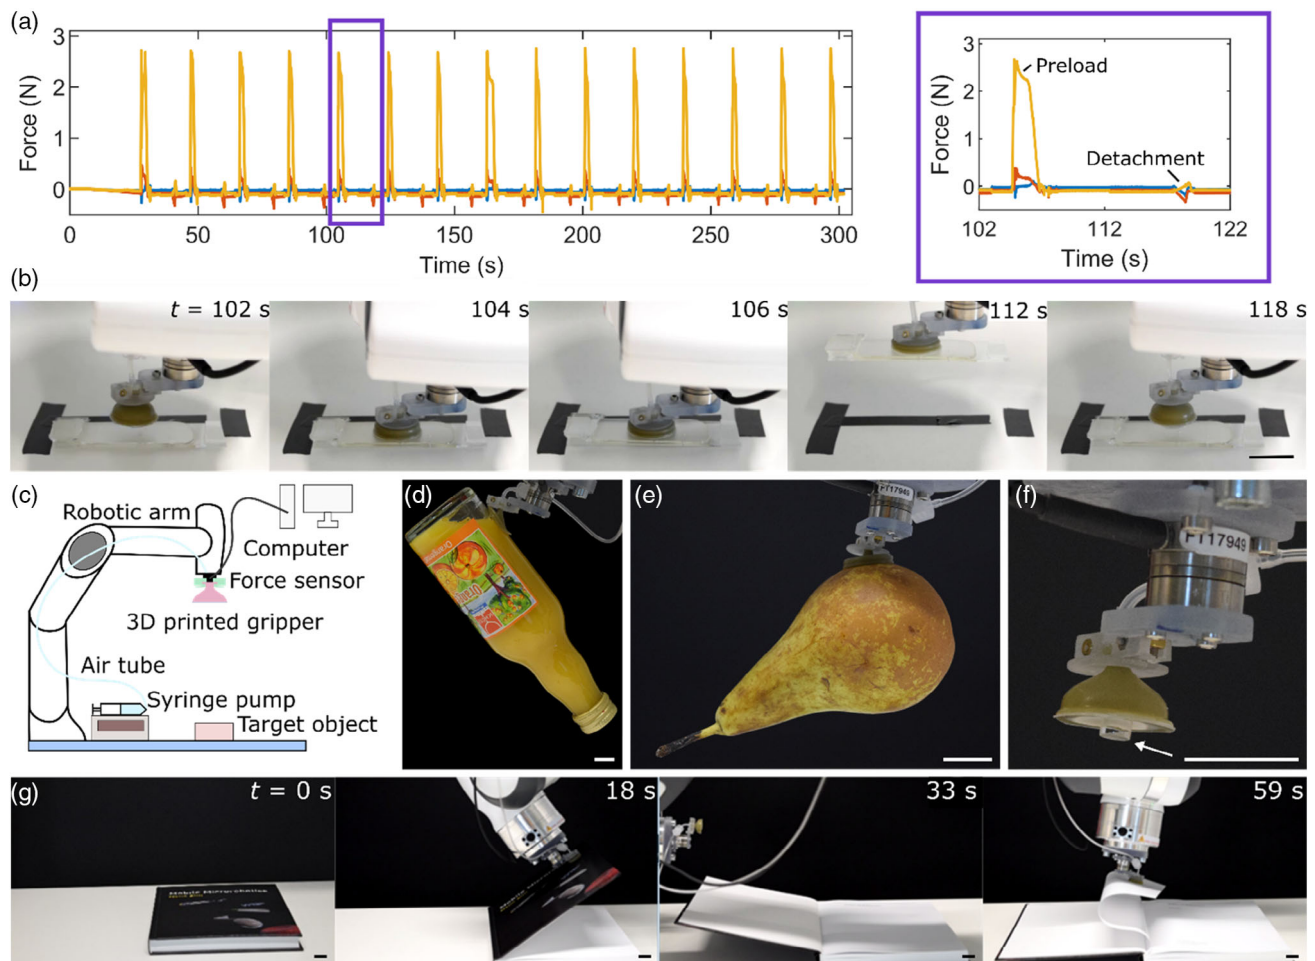 (a)
3
2
1
0
Force (N)
0
50
100
150
200
250
300
Time (s)
3
2
1
0
Force (N)
Preload
Detachment
102
112
122
Time (s)
(b)
t = 102 s
104 s
106 s
112 s
118 s
(c)
Robotic arm
Computer
Force sensor
3D printed gripper
Air tube
Syringe pump
Target object
(d)
(e)
FT17949
(f)
FT17949
(g)
t = 0 s
18 s
33 s
59 s